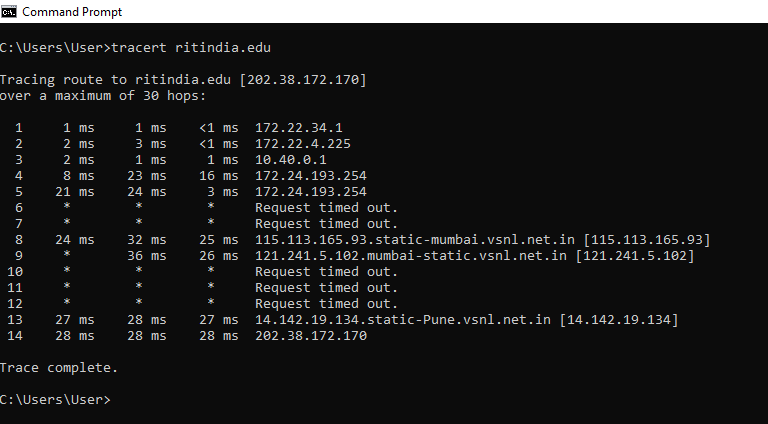 Command Prompt
C:\Users\User>tracert ritindia.edu
Tracing route to ritindia.edu [202.38.172.170]
over a maximum of 30 hops:
1 1 ms 1 ms <1 ms 172.22.34.1
2 2 ms 3 ms <1 ms 172.22.4.225
3 2 ms 1 ms 1 ms 10.40.0.1
4 8 ms 23 ms 16 ms 172.24.193.254
5 21 ms 24 ms 3 ms 172.24.193.254
6 * * * Request timed out.
7 * * * Request timed out.
8 24 ms 32 ms 25 ms 115.113.165.93.static-mumbai.vsnl.net.in [115.113.165.93]
9 * 36 ms 26 ms 121.241.5.102.mumbai-static.vsnl.net.in [121.241.5.102]
10 * * * Request timed out.
11 * * * Request timed out.
12 * * * Request timed out.
13 27 ms 28 ms 27 ms 14.142.19.134.static-Pune.vsnl.net.in [14.142.19.134]
14 28 ms 28 ms 28 ms 202.38.172.170
Trace complete.
C:\Users\User>